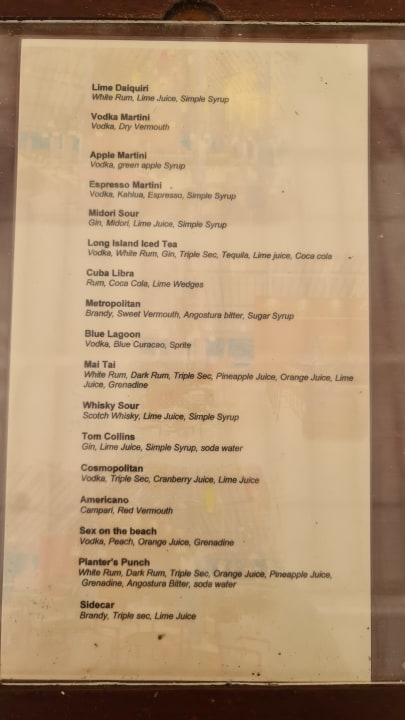 Lime Daiquiri
White Rum, Lime Juice, Simple Syrup
Vodka Martini
Vodka, Dry Vermouth
Apple Martini
Vodka, green apple Syrup
Espresso Martini
Vodka, Kahlua, Espresso, Simple Syrup
Midori Sour
Gin, Midori, Lime Juice, Simple Syrup
Long Island Iced Tea
Vodka, White Rum, Gin, Triple Sec, Tequila, Lime juice, Coca cola
Cuba Libra
Rum, Coca Cola, Lime Wedges
Metropolitan
Brandy, Sweet Vermouth, Angostura bitter, Sugar Syrup
Blue Lagoon
Vodka, Blue Curacao, Sprite
Mai Tai
White Rum, Dark Rum, Triple Sec, Pineapple Juice, Orange Juice, Lime
Juice, Grenadine
Whisky Sour
Scotch Whisky, Lime Juice, Simple Syrup
Tom Collins
Gin, Lime Juice, Simple Syrup, soda water
Cosmopolitan
Vodka, Triple Sec, Cranberry Juice, Lime Juice
Americano
Campari, Red Vermouth
Sex on the beach
Vodka, Peach, Orange Juice, Grenadine
Planter's Punch
White Rum, Dark Rum, Triple Sec, Orange Juice, Pineapple Juice,
Grenadine, Angostura Bitter, soda water
Sidecar
Brandy, Triple sec, Lime Juice